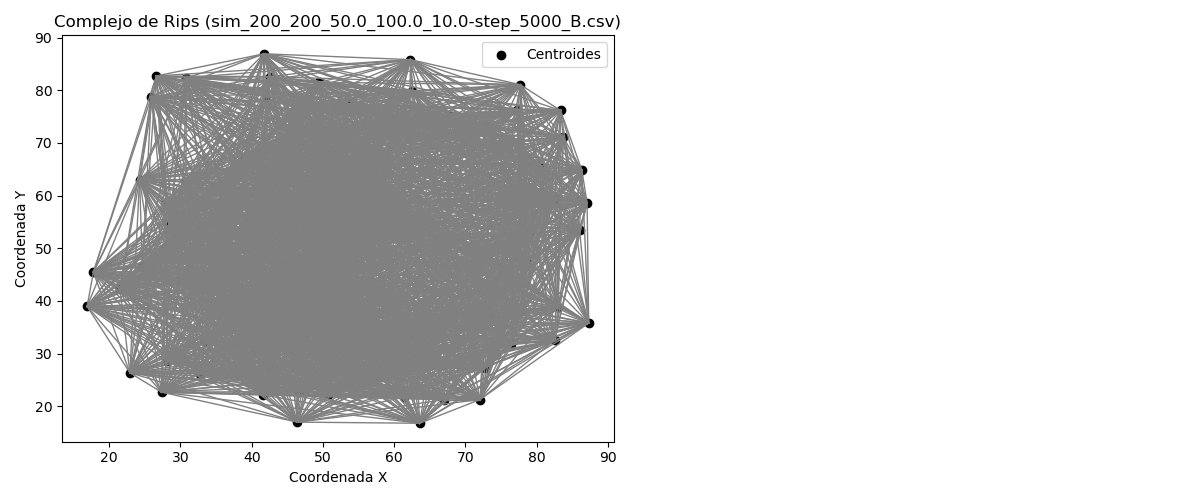 Complejo de Rips (sim_200_200_50.0_100.0_10.0-step_5000_B.csv)
Centroides
90
80
70
60
50
40
30
20
Coordenada Y
20 30 40 50 60 70 80 90
Coordenada X